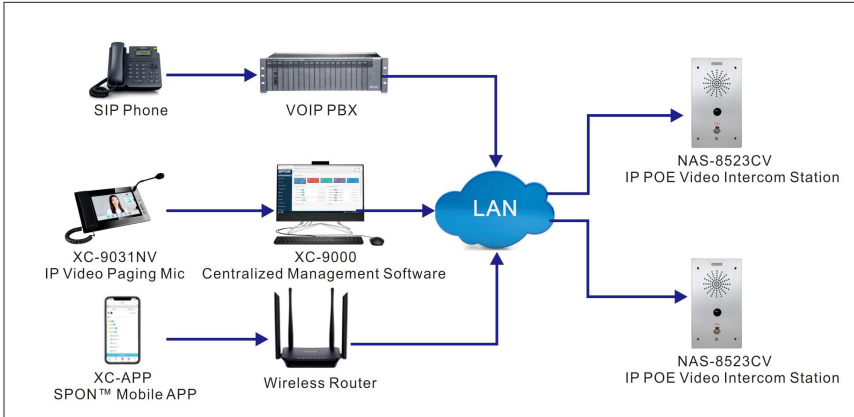 SIP Phone
VOIP PBX
NAS-8523CV
IP POE Video Intercom Station
SPON
LAN
XC-9031NV
IP Video Paging Mic
XC-9000
Centralized Management Software
XC-APP
SPON™ Mobile APP
Wireless Router
NAS-8523CV
IP POE Video Intercom Station